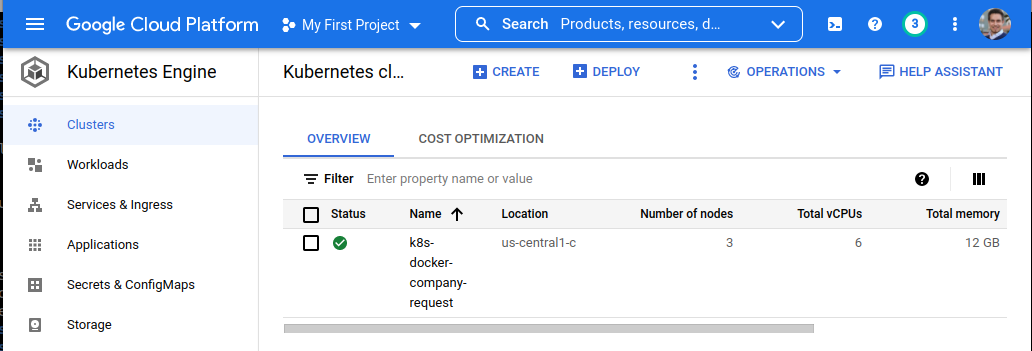 Google Cloud Platform My First Project Search Products, resources, d... 3
Kubernetes Engine Kubernetes cl... CREATE DEPLOY OPERATIONS HELP ASSISTANT
Clusters
OVERVIEW COST OPTIMIZATION
Workloads
Filter Enter property name or value
Services & Ingress
Status Name Location Number of nodes Total vCPUs Total memory
Applications
k8s- us-central1-c 3 6 12 GB
docker-
company-
request
Secrets & ConfigMaps
Storage